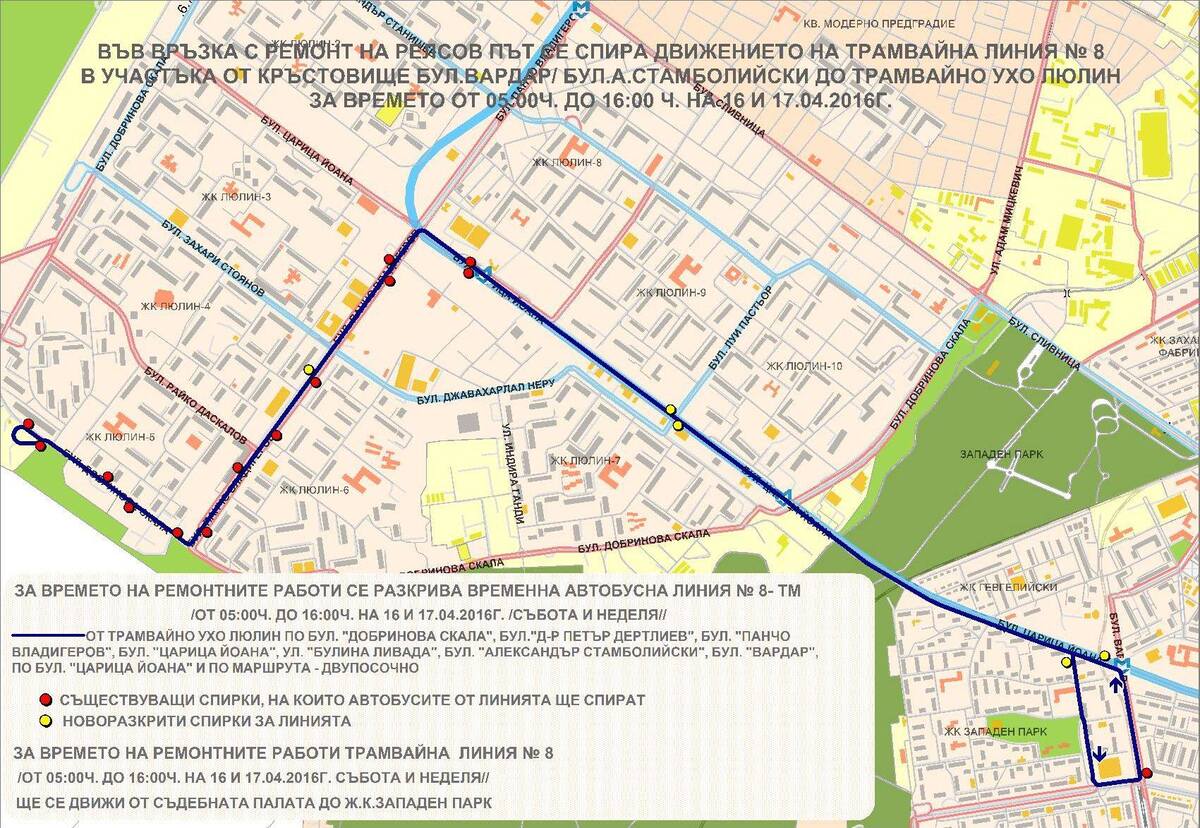 ВЪВ ВРЪЗКА С РЕМОНТ НА РЕЛСОВ ПЪТ СЕ СПИРА ДВИЖЕНИЕТО НА ТРАМВАЙНА ЛИНИЯ № 8
В УЧАСТЪКА ОТ КРЪСТОВИЩЕ БУЛ.ВАРДАР/ БУЛ.А.СТАМБОЛИЙСКИ ДО ТРАМВАЙНО УХО ЛЮЛИН
ЗА ВРЕМЕТО ОТ 05:00Ч. ДО 16:00 Ч. НА 16 И 17.04.2016Г.
КВ. МОДЕРНО ПРЕДГРАДИЕ
БУЛ. ДОБРИНОВА СКАЛА
БУЛ. СЛИВНИЦА
БУЛ. ЦАРИЦА ЙОАНА
ЖК ЛЮЛИН-8
ЖК ЛЮЛИН-3
УЛ. АДАМ МИЦКЕВИЧ
БУЛ. ЗАХАРИ СТОЯНОВ
ЖК ЛЮЛИН-9
ЖК ЛЮЛИН-4
БУЛ. ЛУИ ПАСТЬОР
БУЛ. СЛИВНИЦА
БУЛ. ДОБРИНОВА СКАЛА
ЖК ЛЮЛИН-10
БУЛ. ДЖАВАХАРЛАЛ НЕРУ
БУЛ. РАЙКО ДАСКАЛОВ
ЖК ЛЮЛИН-5
УЛ. ИНДИРА ГАНДИ
ЖК ЛЮЛИН-7
ЗАПАДЕН ПАРК
ЖК ЛЮЛИН-6
БУЛ. ДОБРИНОВА СКАЛА
БУЛ. ДОБРИНОВА СКАЛА
ЖК ГЕВГЕЛИЙСКИ
БУЛ. ЦАРИЦА ЙОАНА
ЖК ЗАПАДЕН ПАРК
ЗА ВРЕМЕТО НА РЕМОНТНИТЕ РАБОТИ СЕ РАЗКРИВА ВРЕМЕННА АВТОБУСНА ЛИНИЯ № 8- ТМ
/ОТ 05:00Ч. ДО 16:00Ч. НА 16 И 17.04.2016Г. /СЪБОТА И НЕДЕЛЯ//
ОТ ТРАМВАЙНО УХО ЛЮЛИН ПО БУЛ. "ДОБРИНОВА СКАЛА", БУЛ."Д-Р ПЕТЪР ДЕРТЛИЕВ", БУЛ. "ПАНЧО
ВЛАДИГЕРОВ", БУЛ. "ЦАРИЦА ЙОАНА", УЛ. "БУЧИЛА ЛИВАДА", БУЛ. "АЛЕКСАНДЪР СТАМБОЛИЙСКИ", БУЛ. "ВАРДАР",
ПО БУЛ. "ЦАРИЦА ЙОАНА" И ПО МАРШРУТА - ДВУПОСОЧНО
СЪЩЕСТВУВАЩИ СПИРКИ, НА КОИТО АВТОБУСИТЕ ОТ ЛИНИЯТА ЩЕ СПИРАТ
НОВОРАЗКРИТИ СПИРКИ ЗА ЛИНИЯТА
ЗА ВРЕМЕТО НА РЕМОНТНИТЕ РАБОТИ ТРАМВАЙНА ЛИНИЯ № 8
/ОТ 05:00Ч. ДО 16:00Ч. НА 16 И 17.04.2016Г. СЪБОТА И НЕДЕЛЯ//
ЩЕ СЕ ДВИЖИ ОТ СЪДЕБНАТА ПАЛАТА ДО Ж.К.ЗАПАДЕН ПАРК